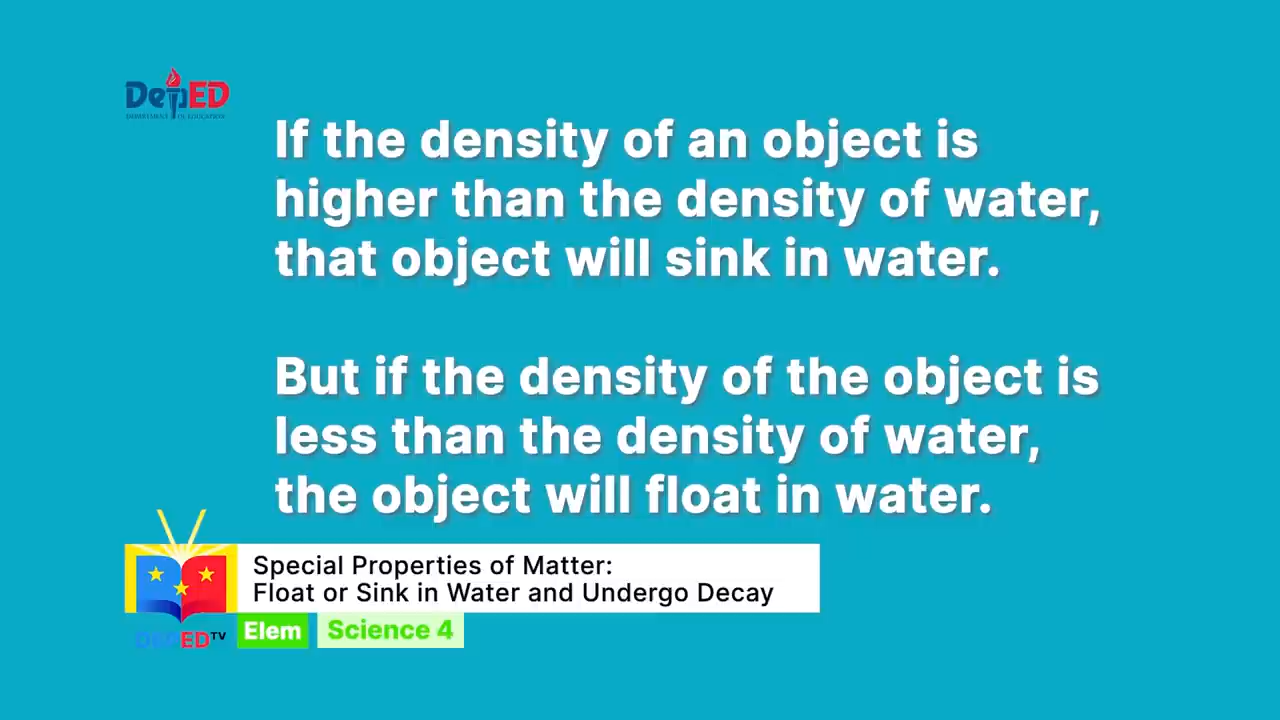 DepED
DEPARTMENT OF EDUCATION
If the density of an object is
higher than the density of water,
that object will sink in water.
But if the density of the object is
less than the density of water,
the object will float in water.
Special Properties of Matter:
Float or Sink in Water and Undergo Decay
DEPED TV
Elem
Science 4